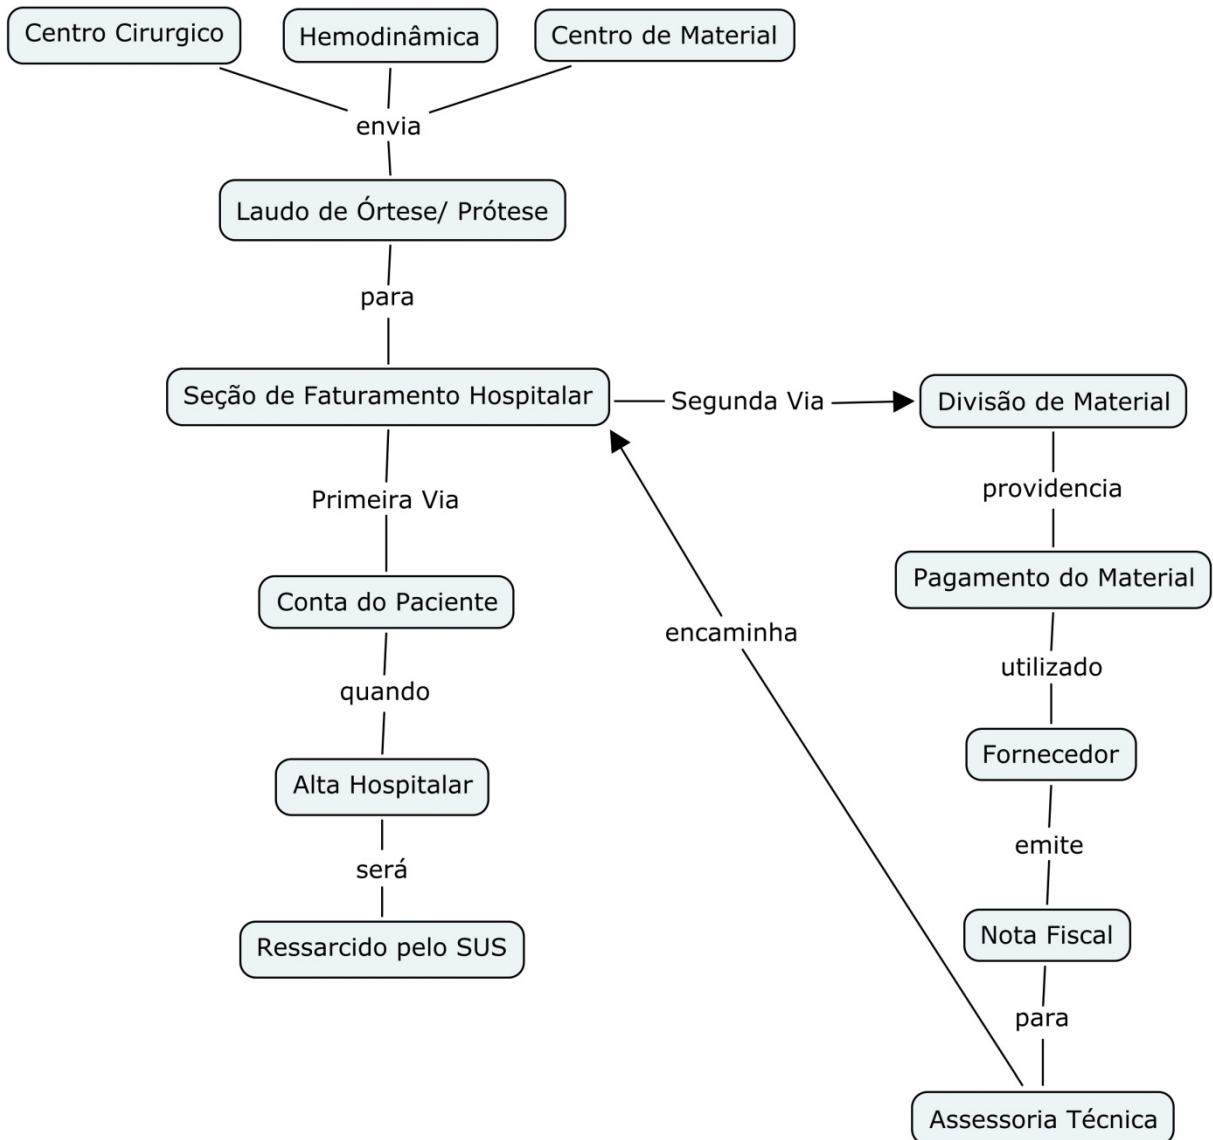 Centro Cirurgico
Hemodinâmica
Centro de Material
envia
Laudo de Órtese/ Prótese
para
Seção de Faturamento Hospitalar
Segunda Via
Divisão de Material
Primeira Via
providencia
Conta do Paciente
Pagamento do Material
encaminha
quando
utilizado
Alta Hospitalar
Fornecedor
será
emite
Ressarcido pelo SUS
Nota Fiscal
para
Assessoria Técnica